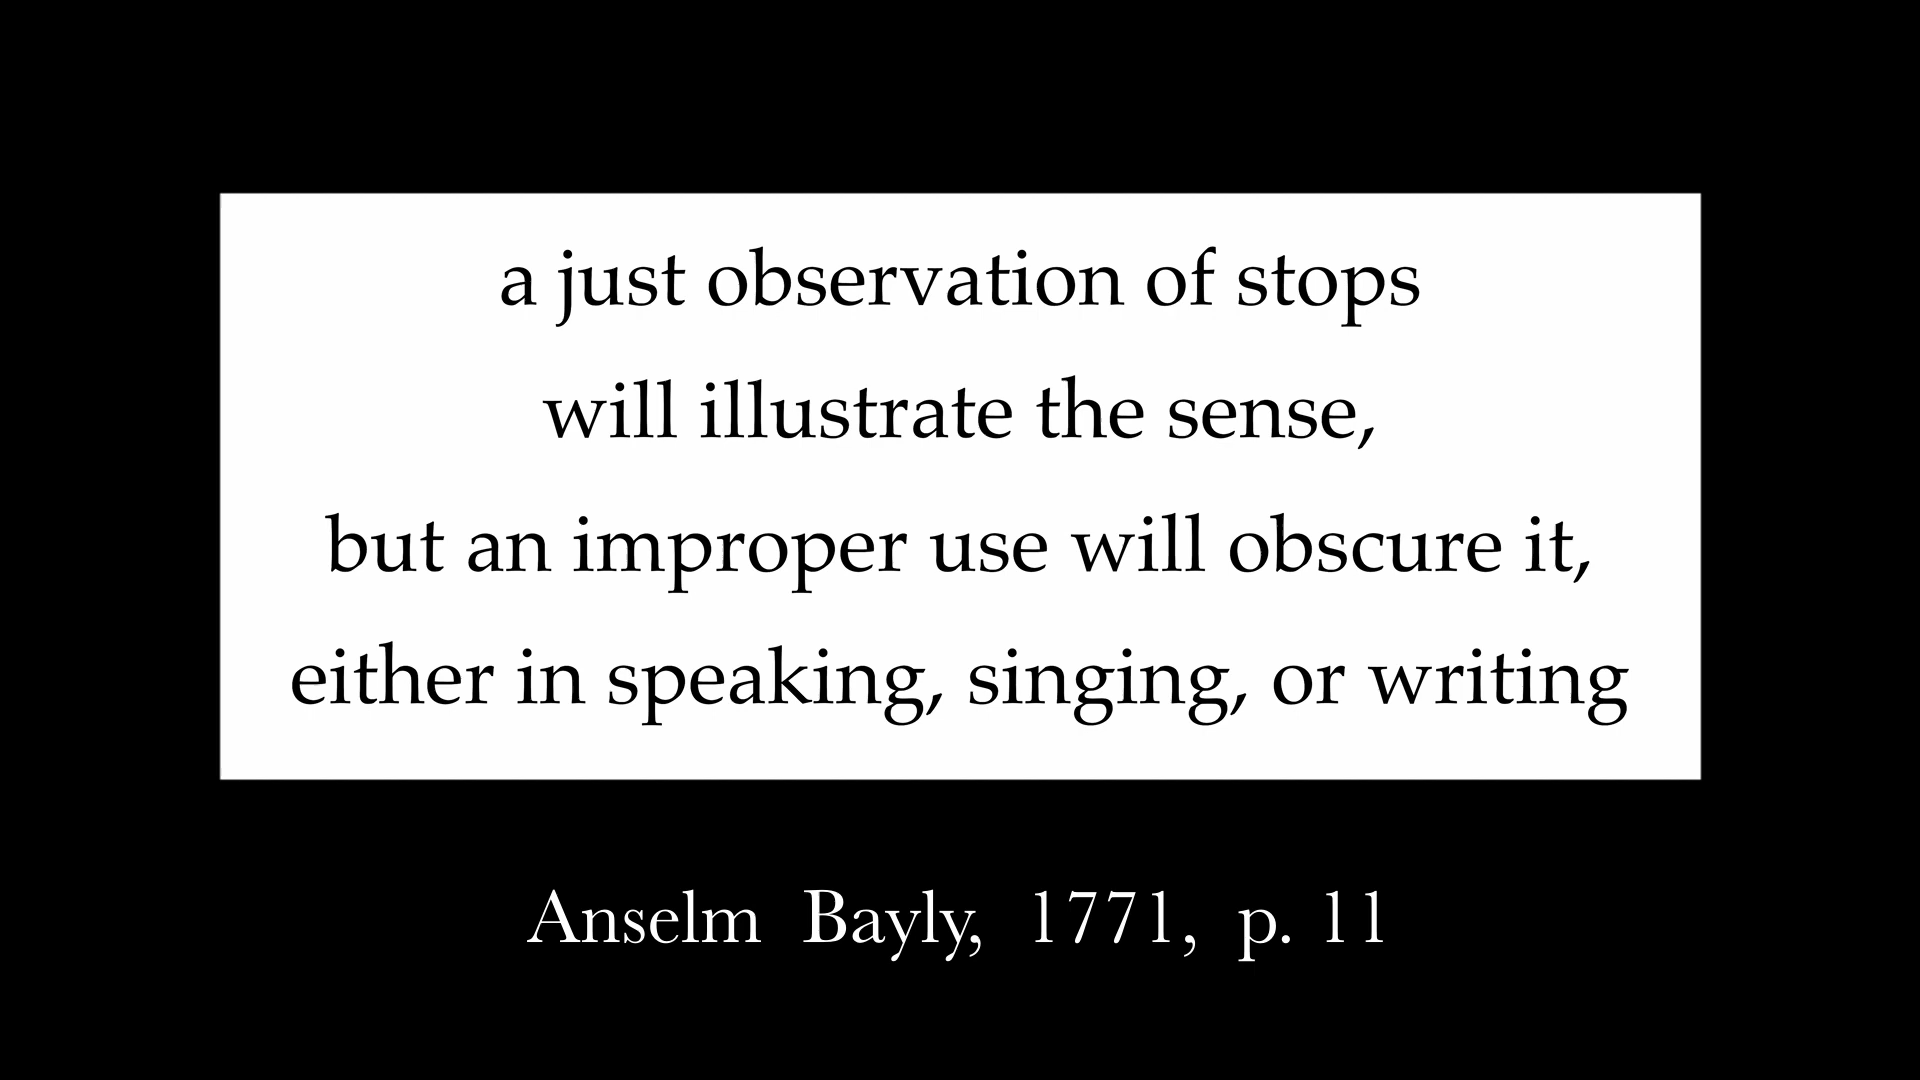 a just observation of stops
will illustrate the sense,
but an improper use will obscure it,
either in speaking, singing, or writing
Anselm Bayly, 1771, p. 11